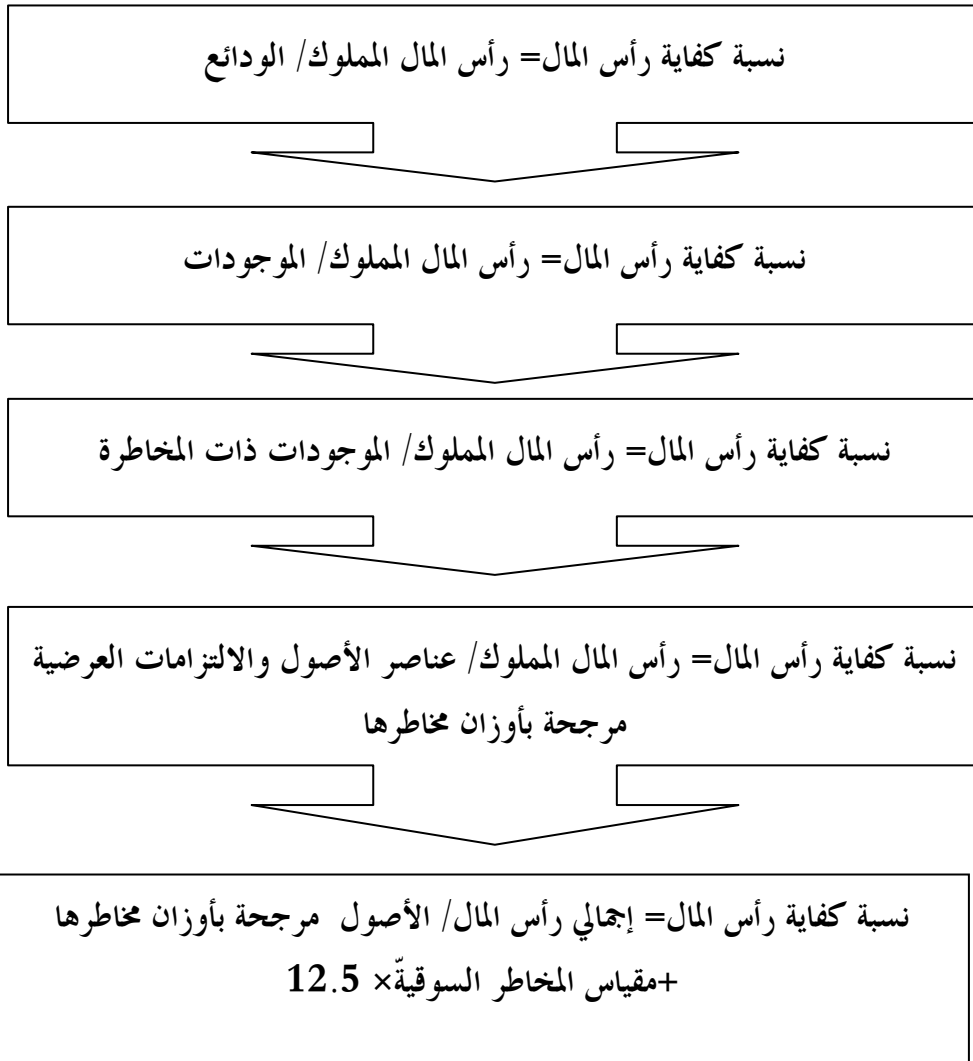 نسبة كفاية رأس المال= رأس المال المملوك/ الودائع
نسبة كفاية رأس المال= رأس المال المملوك/ الموجودات
نسبة كفاية رأس المال= رأس المال المملوك/ الموجودات ذات المخاطرة
نسبة كفاية رأس المال= رأس المال المملوك/ عناصر الأصول والالتزامات العرضية
مرجحة بأوزان مخاطرها
نسبة كفاية رأس المال= إجمالي رأس المال/ الأصول مرجحة بأوزان مخاطرها
+مقياس المخاطر السوقيةّ× 12.5